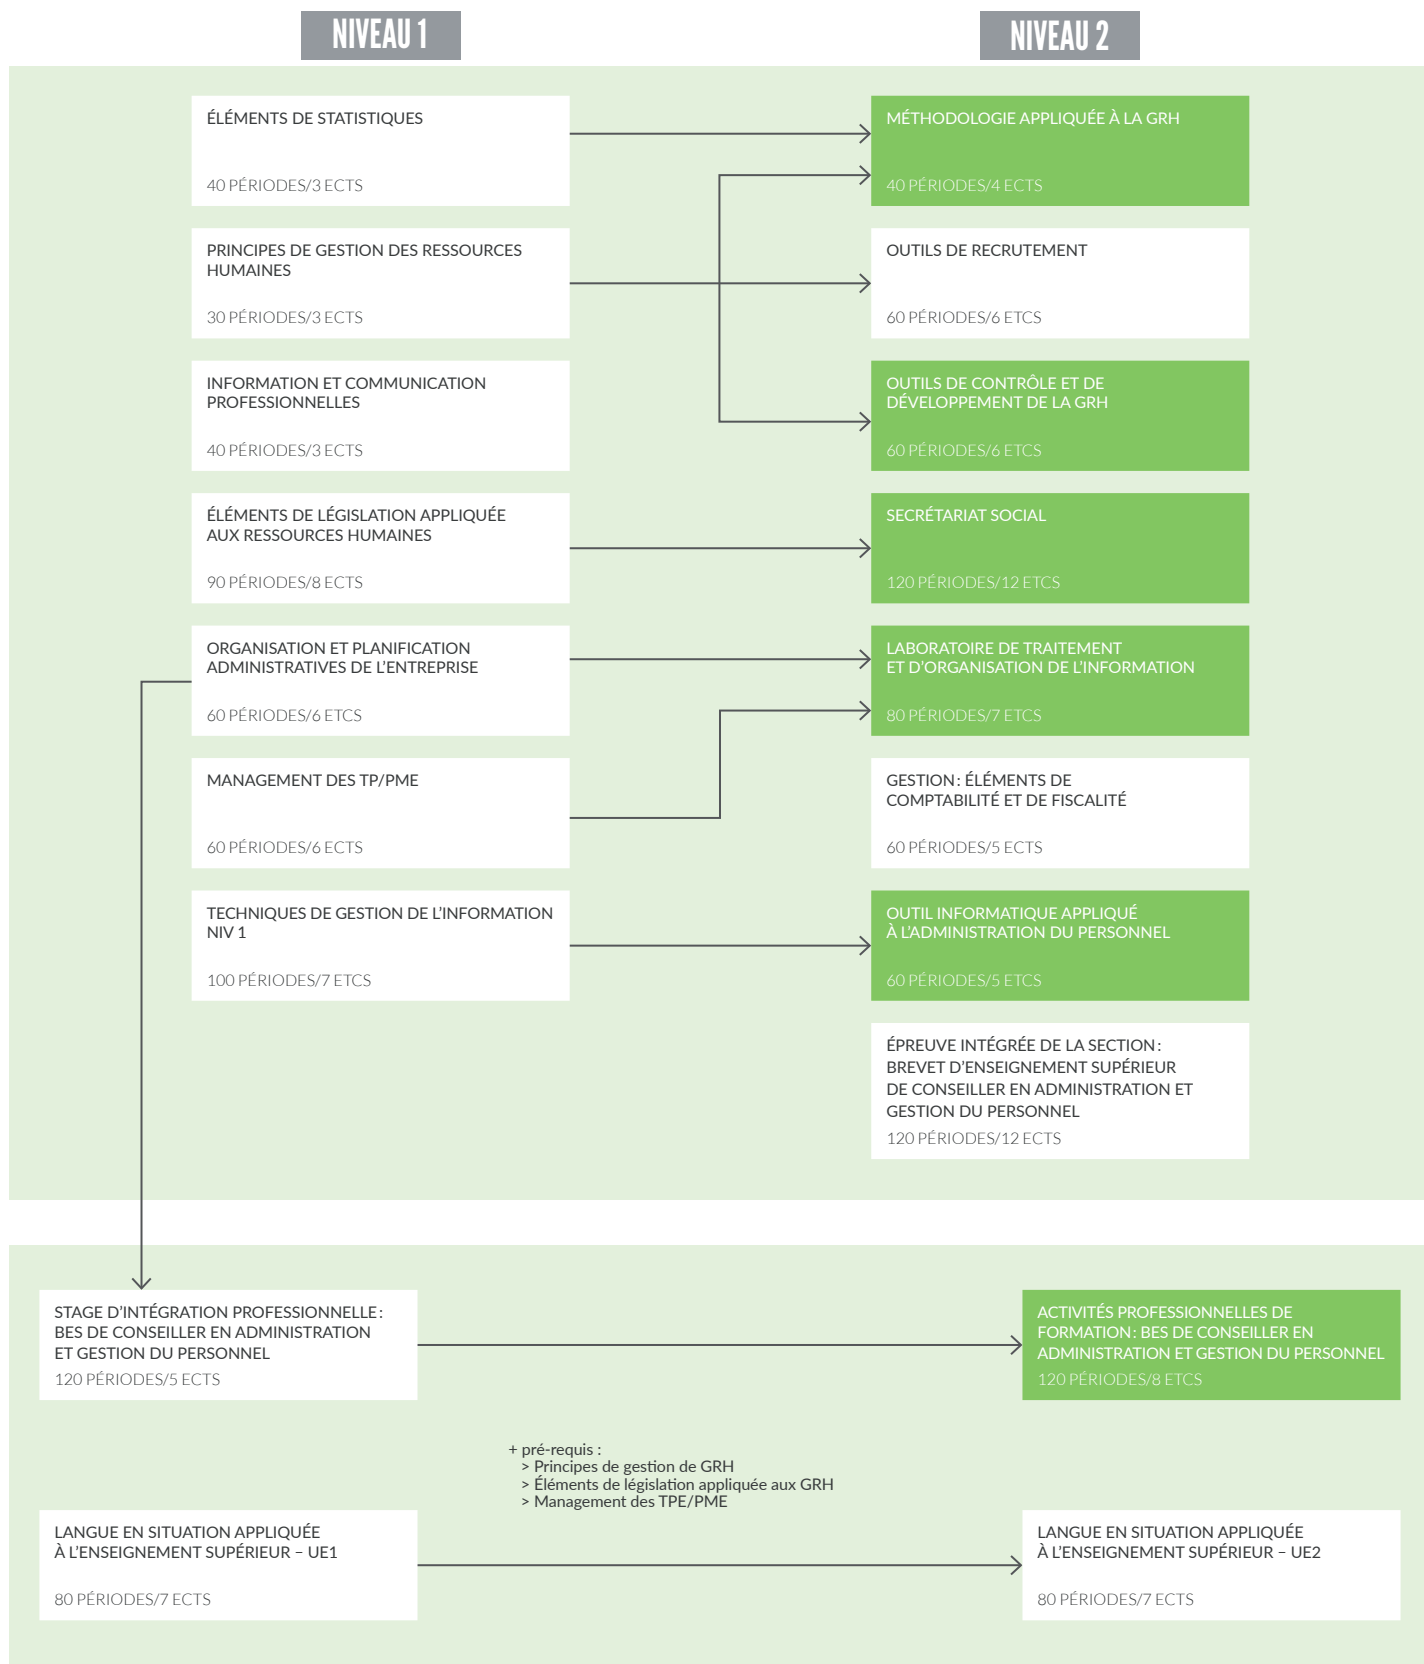 NIVEAU 1
NIVEAU 2
ÉLÉMENTS DE STATISTIQUES
40 PÉRIODES/3 ECTS
MÉTHODOLOGIE APPLIQUÉE À LA GRH
40 PÉRIODES/4 ECTS
PRINCIPES DE GESTION DES RESSOURCES
HUMAINES
30 PÉRIODES/3 ECTS
OUTILS DE RECRUTEMENT
60 PÉRIODES/6 ETCS
INFORMATION ET COMMUNICATION
PROFESSIONNELLES
40 PÉRIODES/3 ECTS
OUTILS DE CONTRÔLE ET DE
DÉVELOPPEMENT DE LA GRH
60 PÉRIODES/6 ETCS
ÉLÉMENTS DE LÉGISLATION APPLIQUÉE
AUX RESSOURCES HUMAINES
90 PÉRIODES/8 ECTS
SECRÉTARIAT SOCIAL
120 PÉRIODES/12 ETCS
ORGANISATION ET PLANIFICATION
ADMINISTRATIVES DE L'ENTREPRISE
60 PÉRIODES/6 ETCS
LABORATOIRE DE TRAITEMENT
ET D'ORGANISATION DE L'INFORMATION
80 PÉRIODES/7 ETCS
MANAGEMENT DES TP/PME
60 PÉRIODES/6 ECTS
GESTION : ÉLÉMENTS DE
COMPTABILITÉ ET DE FISCALITÉ
60 PÉRIODES/5 ECTS
TECHNIQUES DE GESTION DE L'INFORMATION
NIV 1
100 PÉRIODES/7 ETCS
OUTIL INFORMATIQUE APPLIQUÉ
À L'ADMINISTRATION DU PERSONNEL
60 PÉRIODES/5 ETCS
ÉPREUVE INTÉGRÉE DE LA SECTION :
BREVET D'ENSEIGNEMENT SUPÉRIEUR
DE CONSEILLER EN ADMINISTRATION ET
GESTION DU PERSONNEL
120 PÉRIODES/12 ECTS
STAGE D'INTÉGRATION PROFESSIONNELLE :
BES DE CONSEILLER EN ADMINISTRATION
ET GESTION DU PERSONNEL
120 PÉRIODES/5 ECTS
ACTIVITÉS PROFESSIONNELLES DE
FORMATION : BES DE CONSEILLER EN
ADMINISTRATION ET GESTION DU PERSONNEL
120 PÉRIODES/8 ETCS
+ pré-requis :
> Principes de gestion de GRH
> Éléments de législation appliquée aux GRH
> Management des TPE/PME
LANGUE EN SITUATION APPLIQUÉE
À L'ENSEIGNEMENT SUPÉRIEUR – UE1
80 PÉRIODES/7 ECTS
LANGUE EN SITUATION APPLIQUÉE
À L'ENSEIGNEMENT SUPÉRIEUR – UE2
80 PÉRIODES/7 ECTS